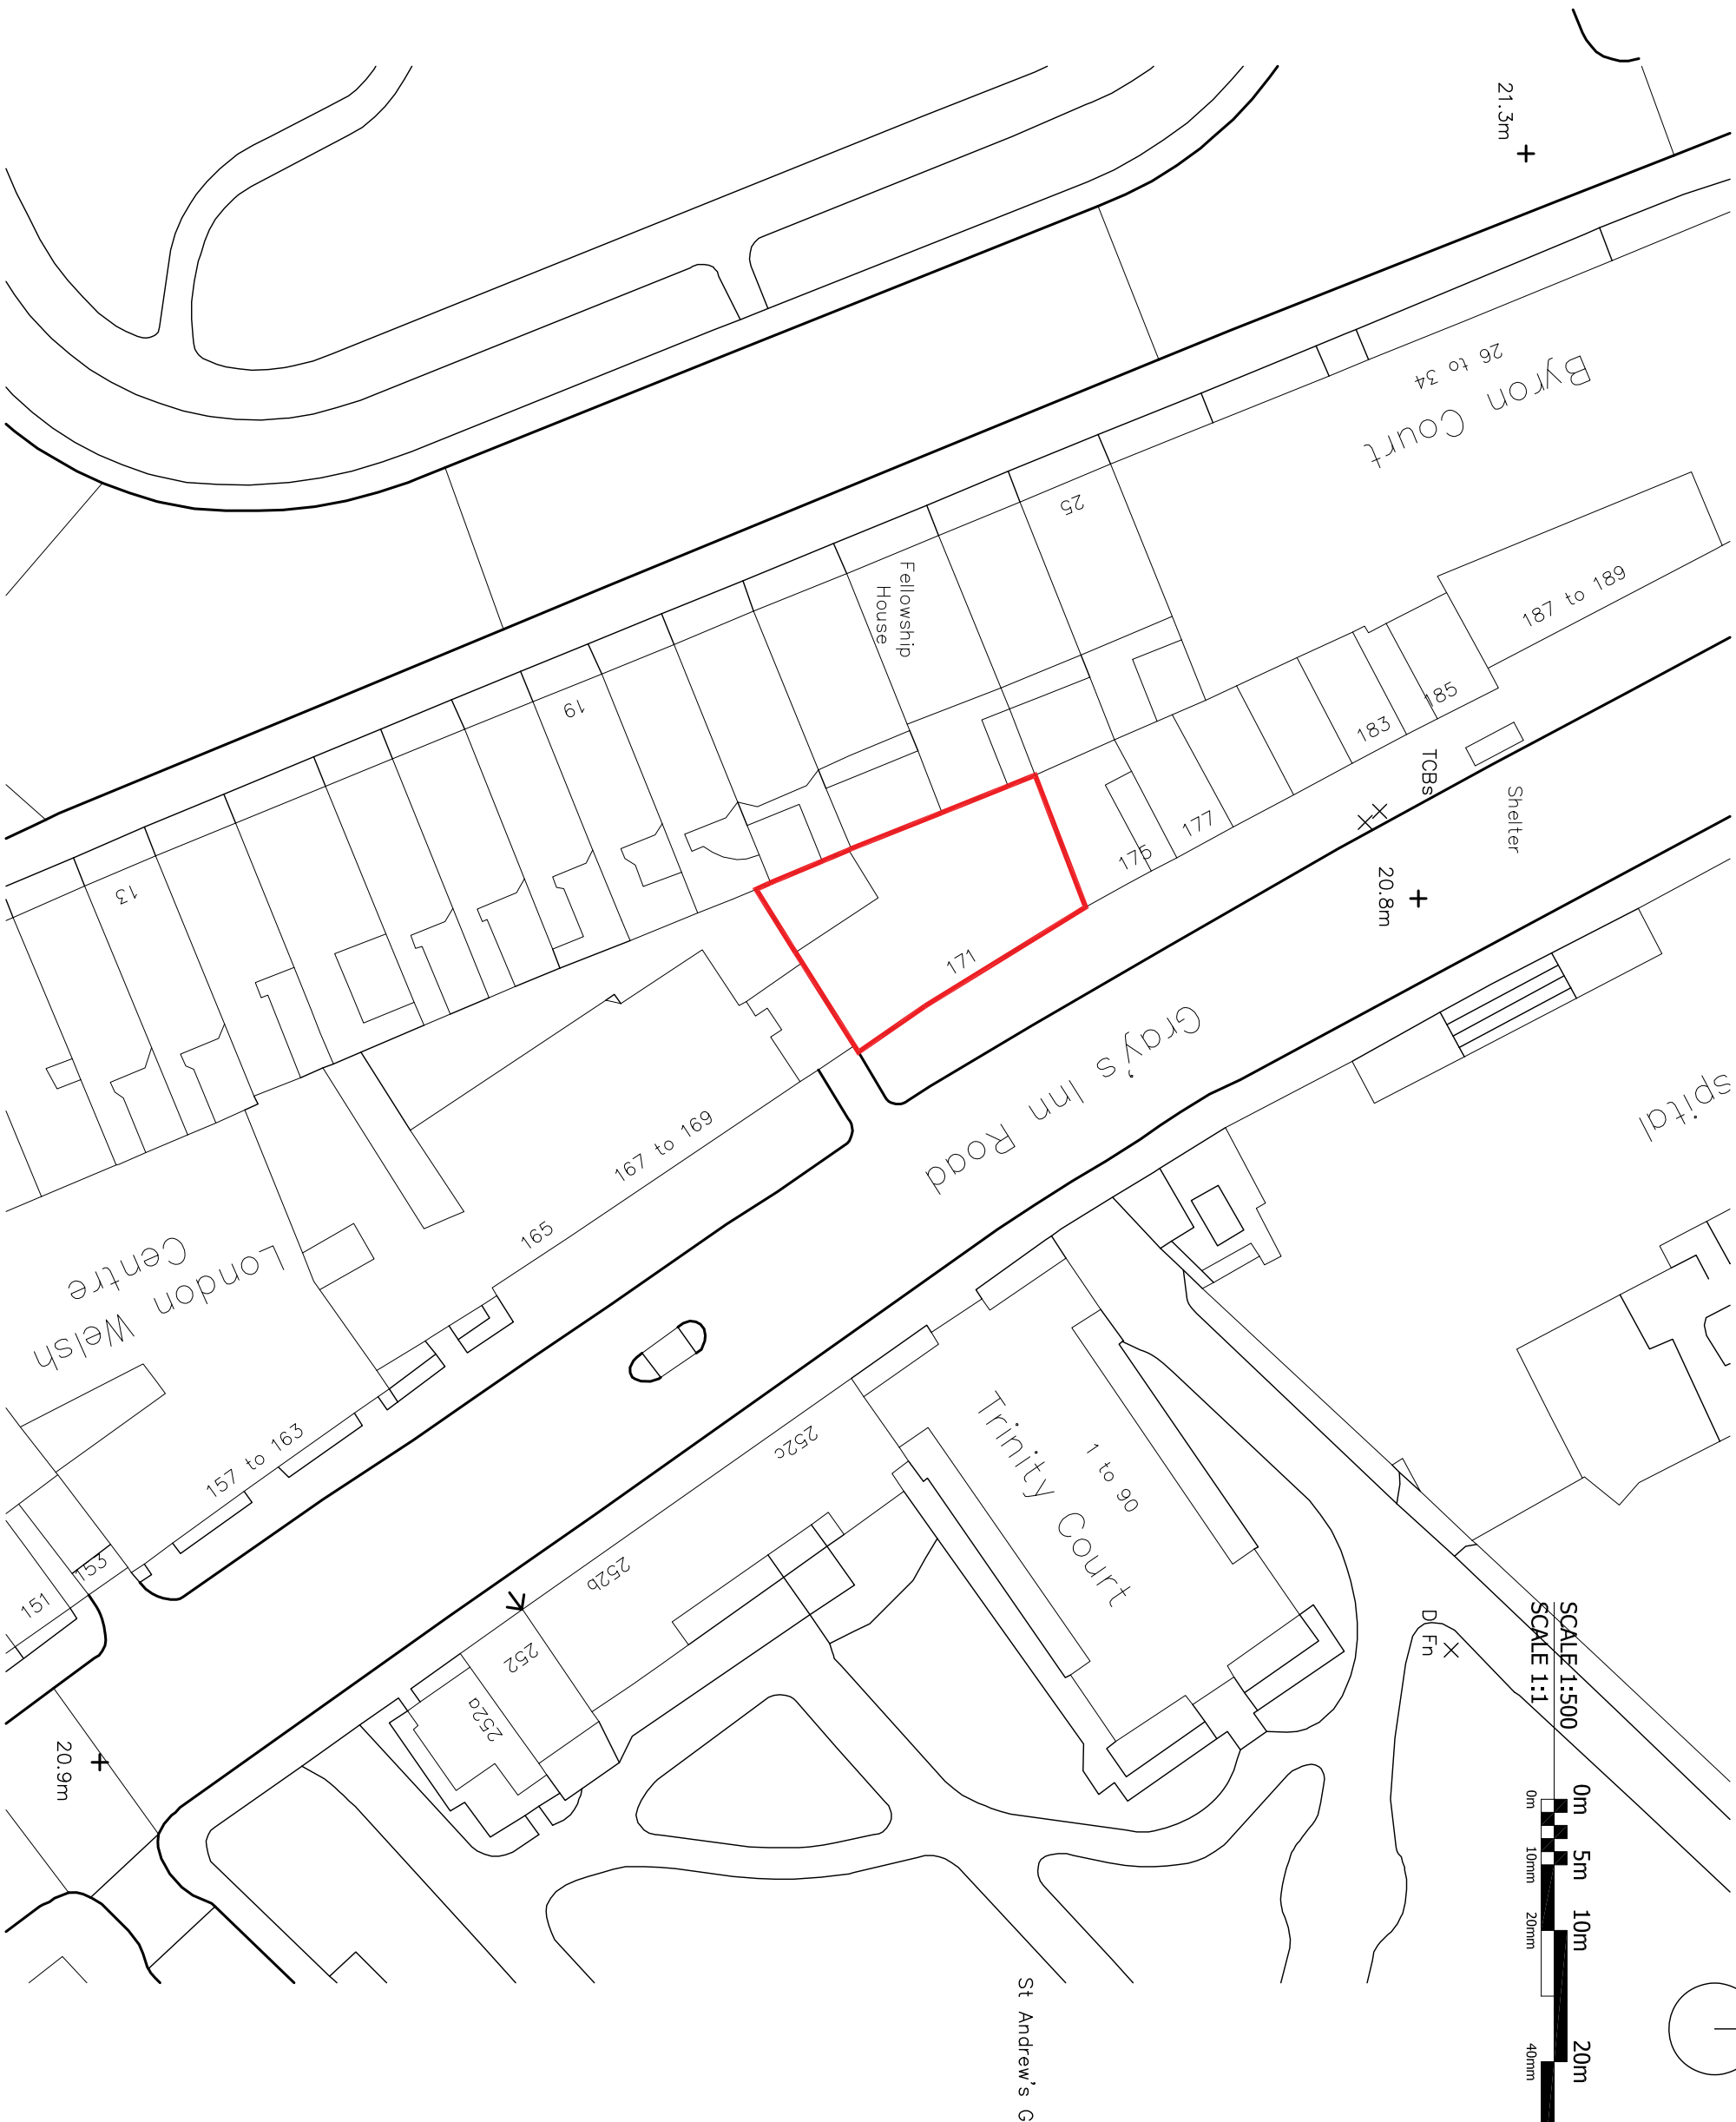 21.3m
Byron Court
26 to 34
25
187 to 189
Fellowship
House
185
183
TCBs
Shelter
19
177
175
20.8m
13
171
Gray's Inn Road
spital
167 to 169
165
London Welsh
Centre
252c
Trinity Court
1 to 90
157 to 163
252b
153
151
252
252a
D Fn
20.9m
SCALE 1:500
SCALE 1:1
0m
5m
10m
20m
0m
10mm
20mm
40mm
St Andrew's G